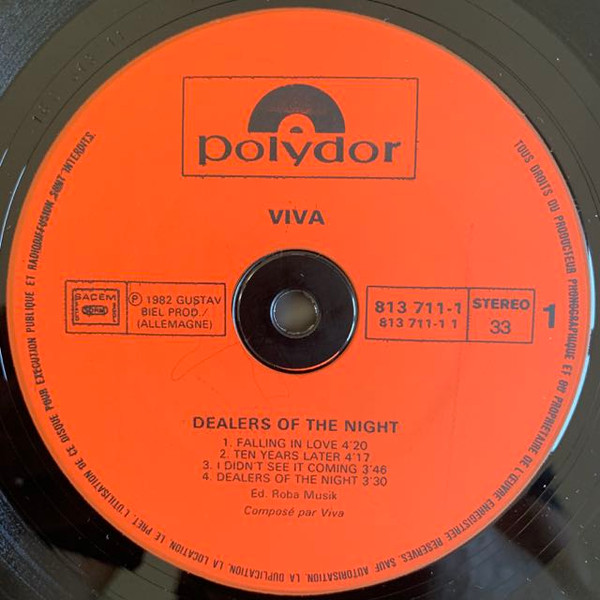 polydor
VIVA
SACEM
℗ 1982 GUSTAV
BIEL PROD./
(ALLEMAGNE)
813 711-1
813 711-1 1
STEREO
33
1
DEALERS OF THE NIGHT
1. FALLING IN LOVE 4'20
2. TEN YEARS LATER 4'17
3. I DIDN'T SEE IT COMING 3'46
4. DEALERS OF THE NIGHT 3'30
Ed. Roba Musik
Composé par Viva
TOUS DROITS DU PRODUCTEUR PHONOGRAPHIQUE ET DU PROPRIETAIRE DE L'ŒUVRE ENREGISTREE RESERVES. SAUF AUTORISATION, LA DUPLICATION, LA LOCATION, LE PRET, L'UTILISATION DE CE DISQUE POUR EXECUTION PUBLIQUE ET RADIODIFFUSION SONT INTERDITS.